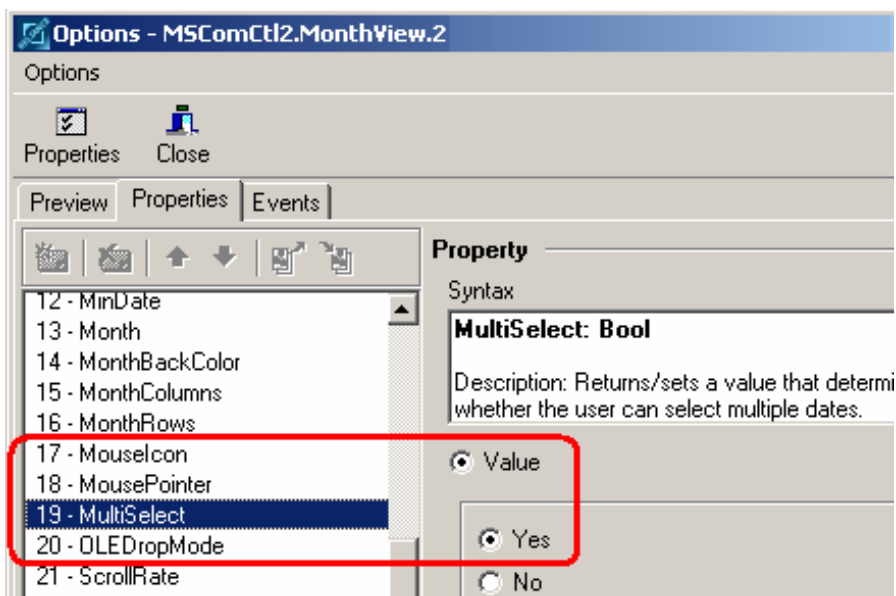 Options - MSComCtl2.MonthView.2
Options
Properties Close
Preview Properties Events
12 - MinDate
13 - Month
14 - MonthBackColor
15 - MonthColumns
16 - MonthRows
17 - MouseIcon
18 - MousePointer
19 - MultiSelect
20 - OLEDropMode
21 - ScrollRate
Property
Syntax
MultiSelect: Bool
Description: Returns/sets a value that determi
whether the user can select multiple dates.
Value
Yes
No